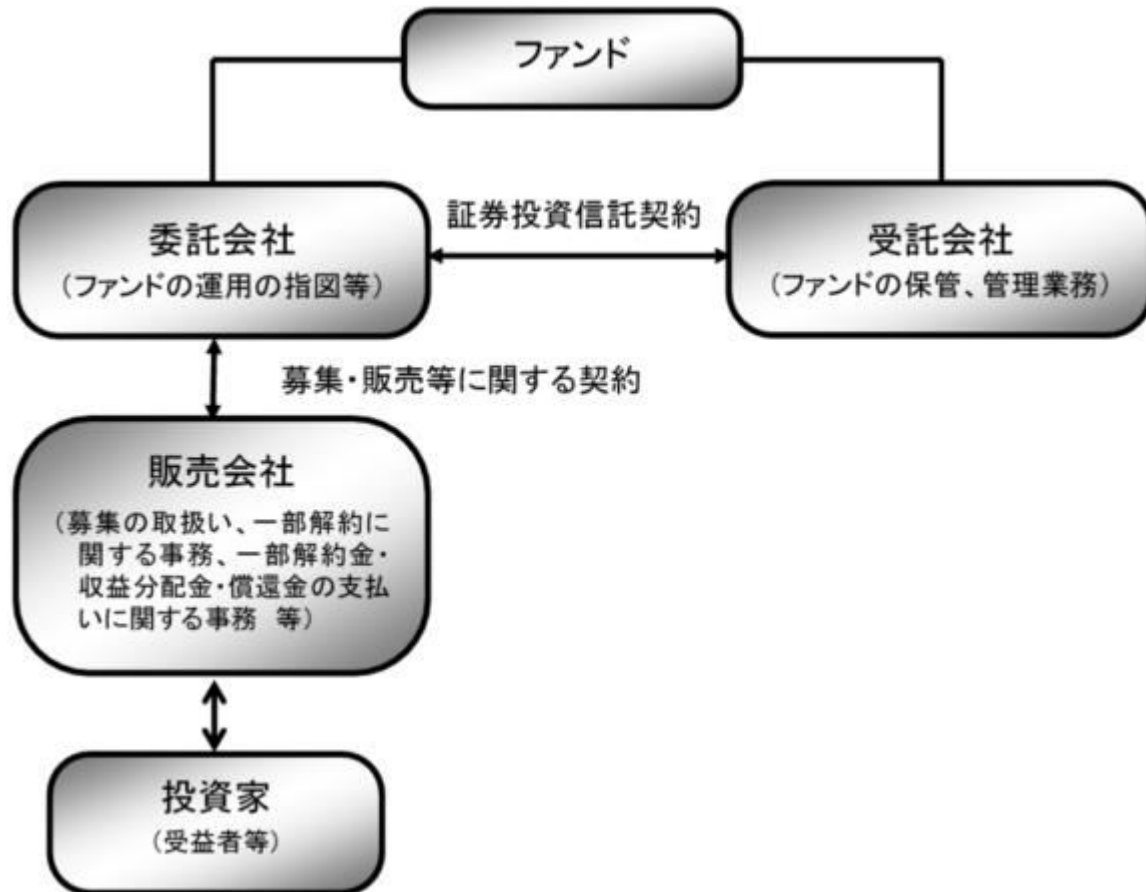 ファンド
委託会社
（ファンドの運用の指図等）
証券投資信託契約
受託会社
（ファンドの保管、管理業務）
募集・販売等に関する契約
販売会社
（募集の取扱い、一部解約に
関する事務、一部解約金・
収益分配金・償還金の支払
いに関する事務　等）
投資家
（受益者等）